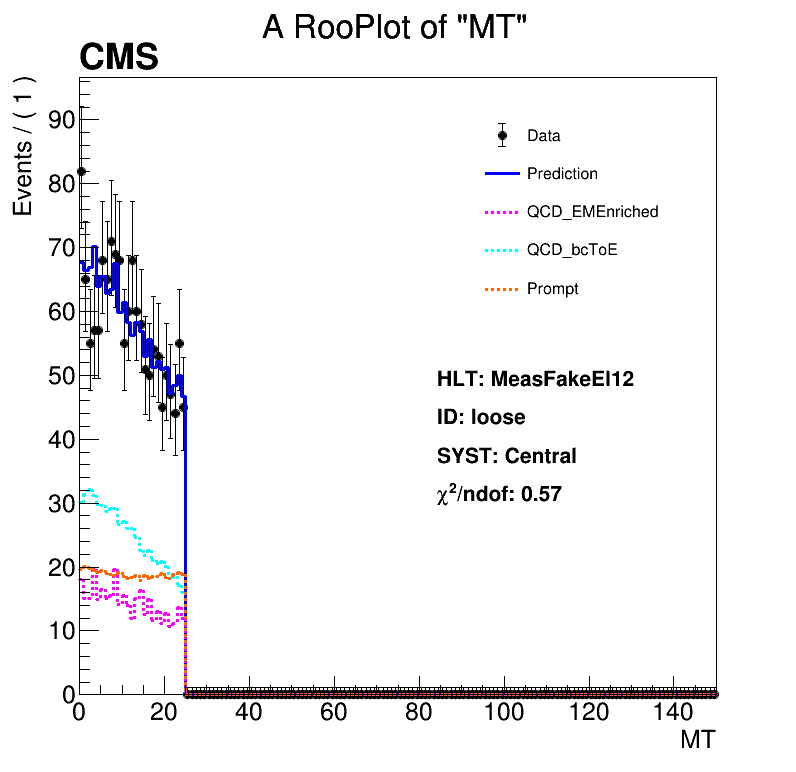 A RooPlot of "MT"
CMS
Events / ( 1 )
90
80
70
60
50
40
30
20
10
0
Data
Prediction
QCD_EMEnriched
QCD_bcToE
Prompt
HLT: MeasFakeEl12
ID: loose
SYST: Central
χ²/ndof: 0.57
0 20 40 60 80 100 120 140
MT